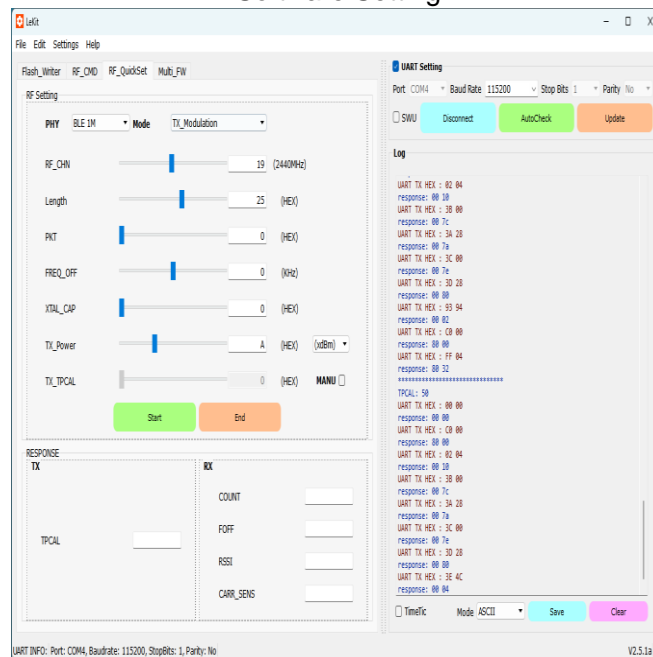 LeKit
File Edit Settings Help
Flash_Writer RF_CMD RF_QuickSet Multi_FW
RF Setting
PHY BLE 1M Mode TX_Modulation
RF_CHN 19 (2440MHz)
Length 25 (HEX)
PKT 0 (HEX)
FREQ_OFF 0 (KHz)
XTAL_CAP 0 (HEX)
TX_Power A (HEX) (xdBm)
TX_TPCAL 0 (HEX) MANU
Start End
RESPONSE
TX
TPCAL
RX
COUNT
FOFF
RSSI
CARR_SENS
UART Setting
Port COM4 Baud Rate 115200 Stop Bits 1 Parity No
SWU Disconnect AutoCheck Update
Log
UART TX HEX : 02 04
response: 00 10
UART TX HEX : 3B 00
response: 00 7c
UART TX HEX : 3A 28
response: 00 7a
UART TX HEX : 3C 00
response: 00 7e
UART TX HEX : 3D 28
response: 00 80
UART TX HEX : 93 94
response: 00 02
UART TX HEX : C0 00
response: 80 00
UART TX HEX : FF 04
response: 80 32
******************************
TPCAL: 50
UART TX HEX : 00 00
response: 00 00
UART TX HEX : C0 00
response: 80 00
UART TX HEX : 02 04
response: 00 10
UART TX HEX : 3B 00
response: 00 7c
UART TX HEX : 3A 28
response: 00 7a
UART TX HEX : 3C 00
response: 00 7e
UART TX HEX : 3D 28
response: 00 80
UART TX HEX : 3E 4C
response: 00 04
TimeTic Mode ASCII Save Clear
UART INFO: Port: COM4, Baudrate: 115200, StopBits: 1, Parity: No V2.5.1a